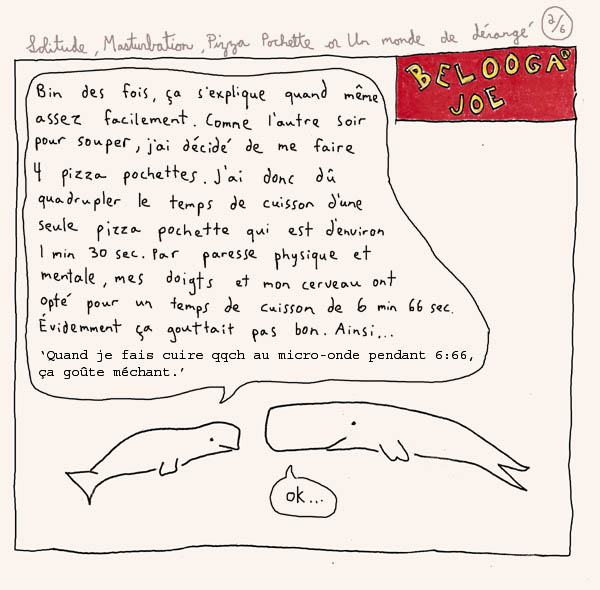 Solitude, Masturbation, Pizza Pochette or Un monde de dérangé
2/6
BELOOGA®
JOE
Bin des fois, ça s'explique quand même
assez facilement. Comme l'autre soir
pour souper, j'ai décidé de me faire
4 pizza pochettes. J'ai donc dû
quadrupler le temps de cuisson d'une
seule pizza pochette qui est d'environ
1 min 30 sec. Par paresse physique et
mentale, mes doigts et mon cerveau ont
opté pour un temps de cuisson de 6 min 66 sec.
Évidemment ça gouttait pas bon. Ainsi...
'Quand je fais cuire qqch au micro-onde pendant 6:66,
ça goûte méchant.'
ok...